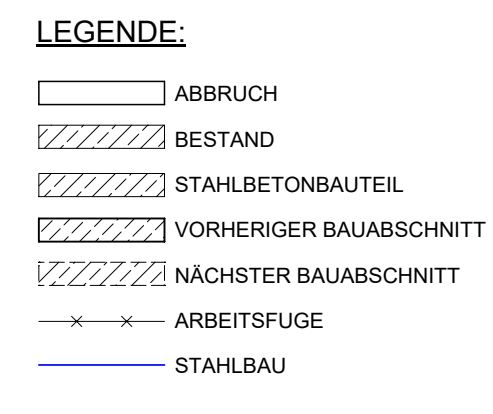 LEGENDE:
ABBRUCH
BESTAND
STAHLBETONBAUTEIL
VORHERIGER BAUABSCHNITT
NÄCHSTER BAUABSCHNITT
ARBEITSFUGE
STAHLBAU